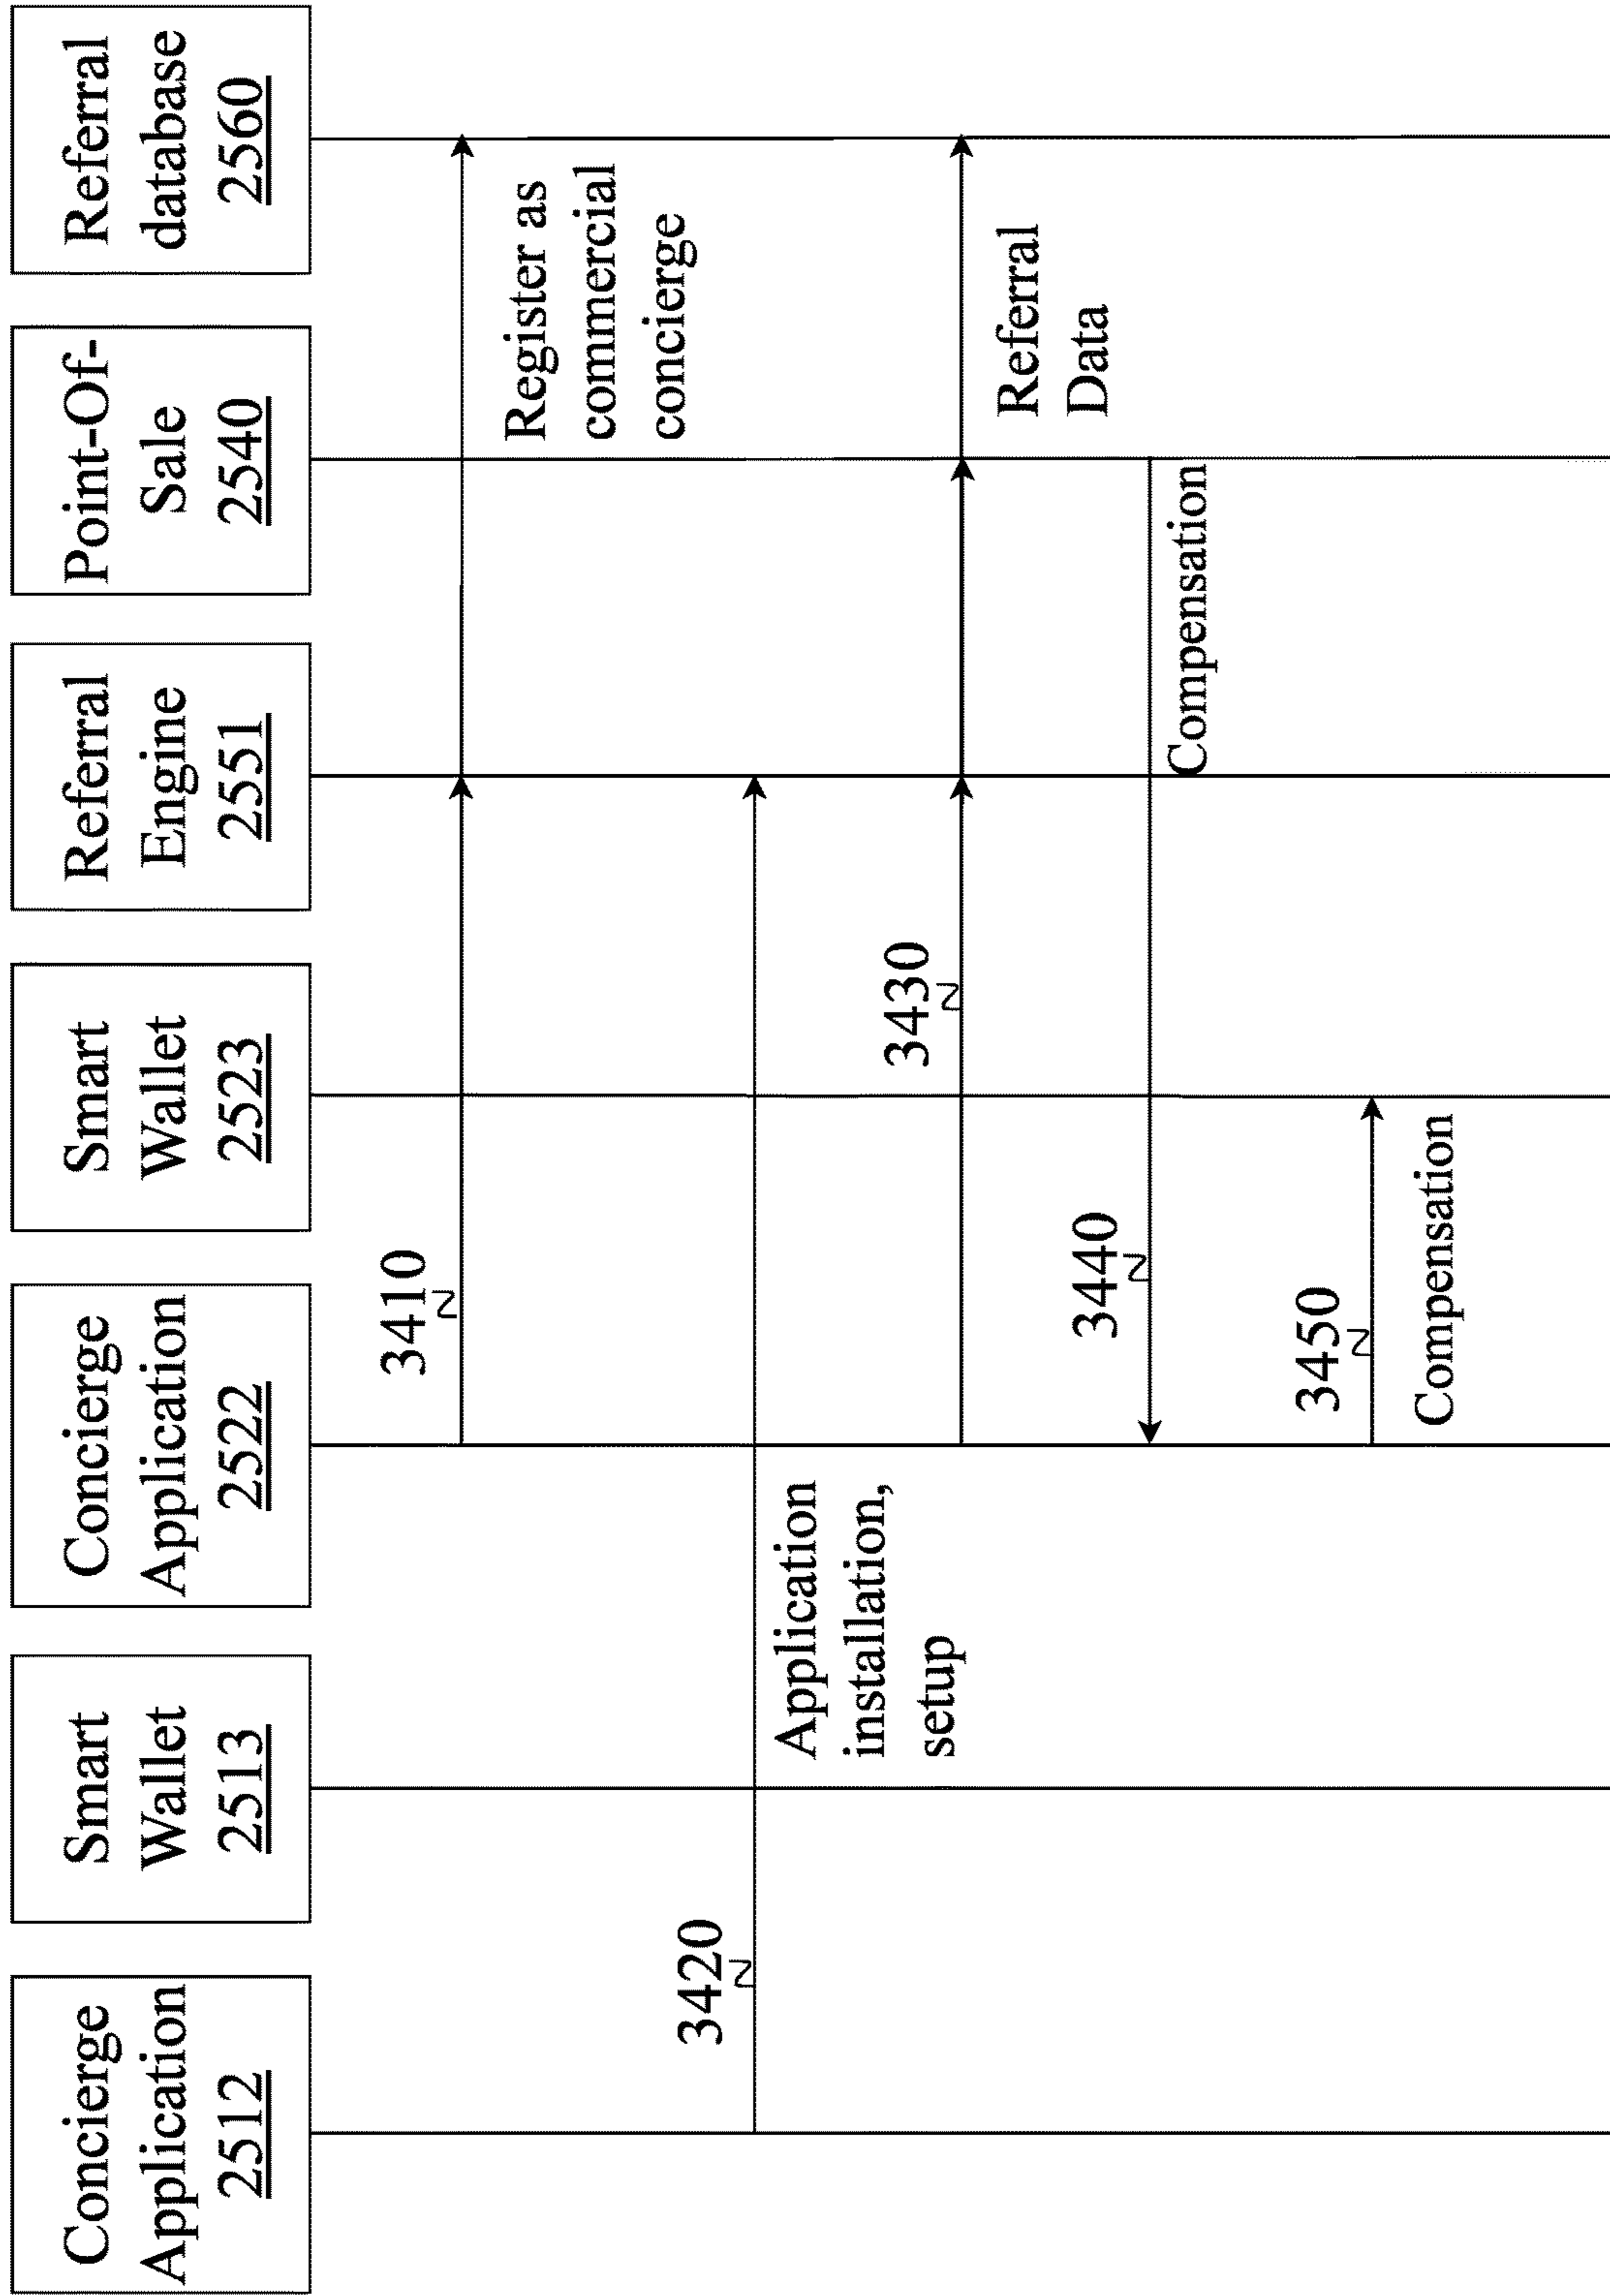 Concierge
Application
2512
Smart
Wallet
2513
Concierge
Application
2522
Smart
Wallet
2523
Referral
Engine
2551
Point-Of-
Sale
2540
Referral
database
2560
3410
Register as
commercial
concierge
3420
Application
installation,
setup
3430
Referral
Data
3440
Compensation
3450
Compensation